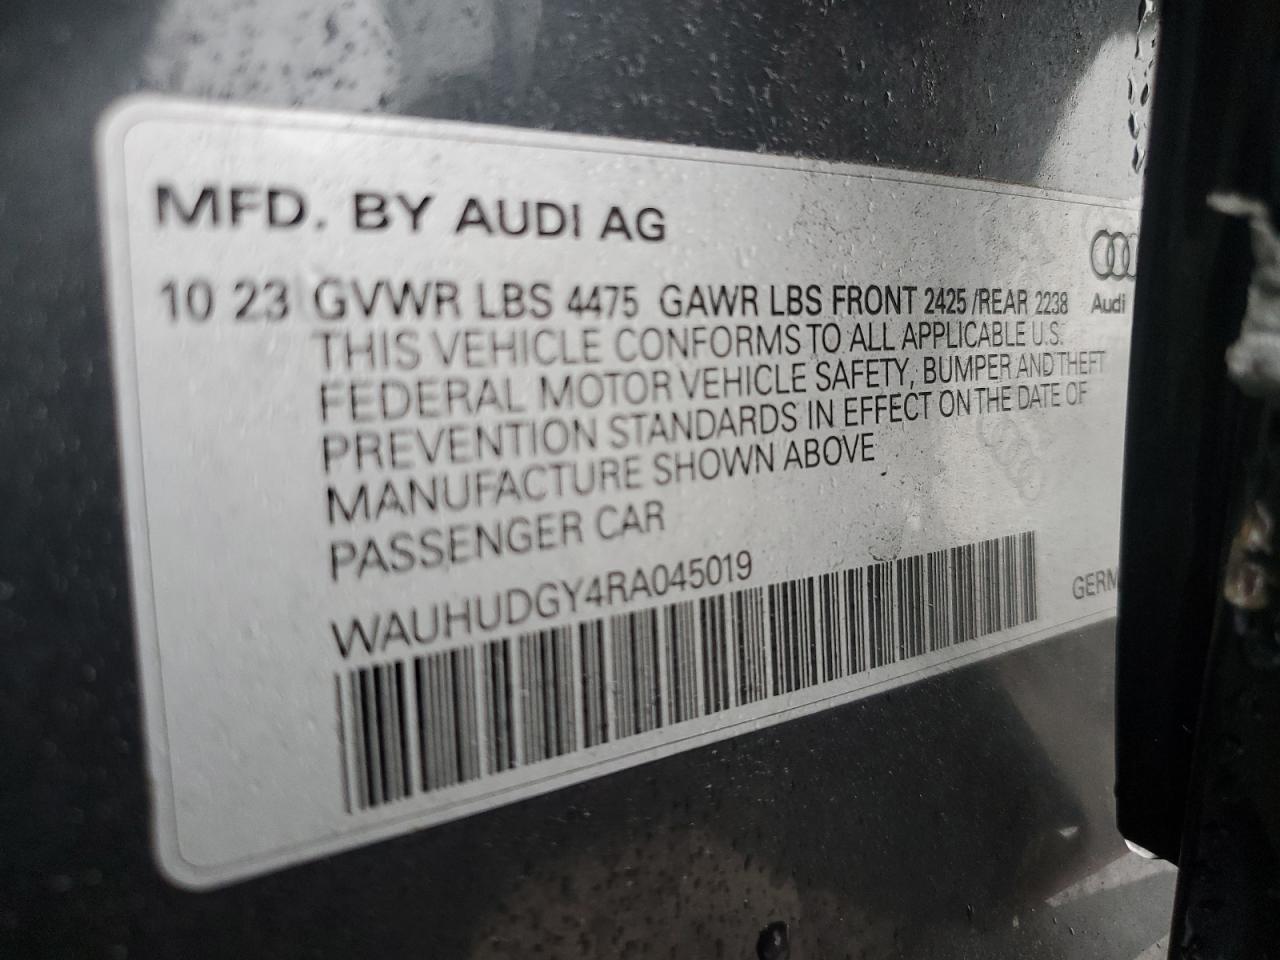 MFD. BY AUDI AG
10 23 GVWR LBS 4475 GAWR LBS FRONT 2425 /REAR 2238
THIS VEHICLE CONFORMS TO ALL APPLICABLE U.S.
FEDERAL MOTOR VEHICLE SAFETY, BUMPER AND THEFT
PREVENTION STANDARDS IN EFFECT ON THE DATE OF
MANUFACTURE SHOWN ABOVE
PASSENGER CAR
WAUHUDGY4RA045019
Audi
GERM